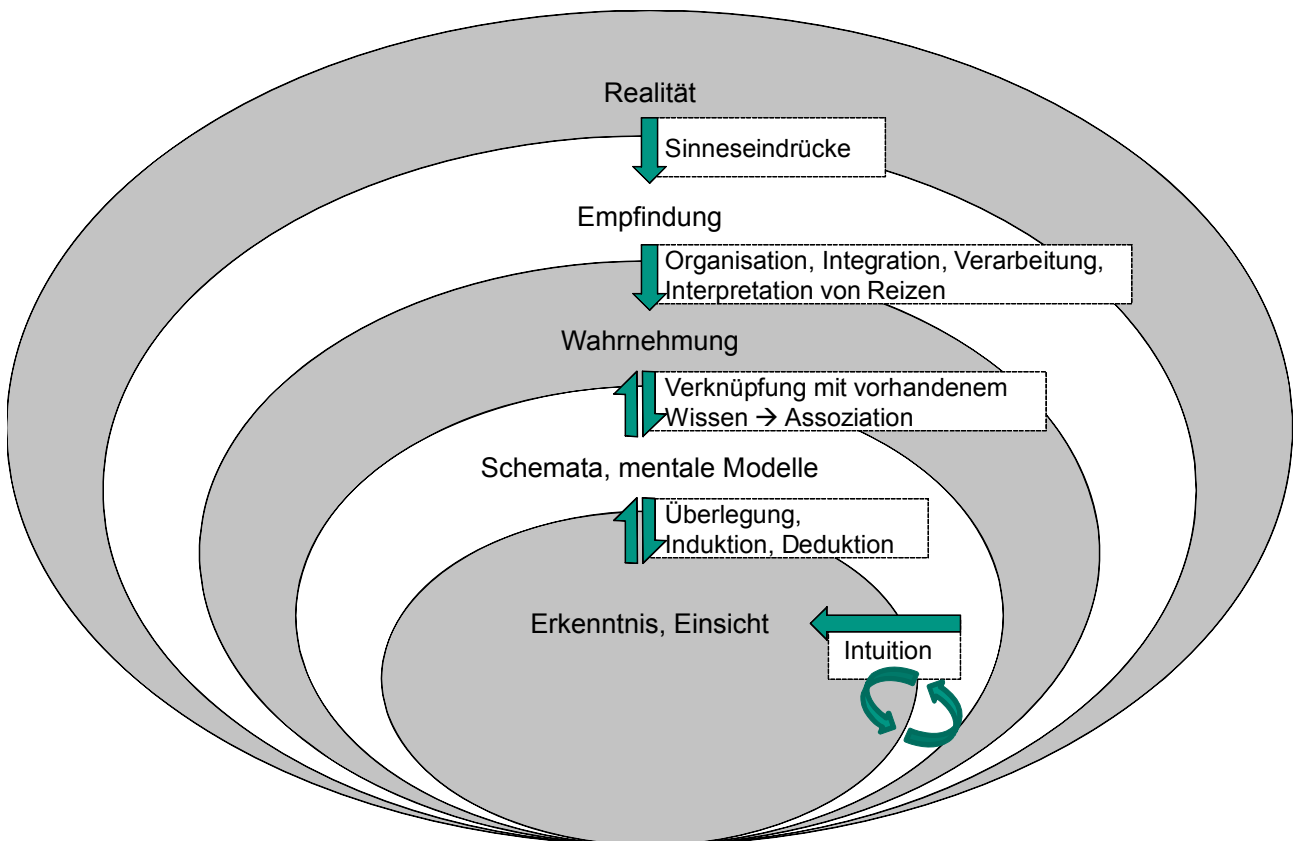 Realität
Sinneseindrücke
Empfindung
Organisation, Integration, Verarbeitung,
Interpretation von Reizen
Wahrnehmung
Verknüpfung mit vorhandenem
Wissen → Assoziation
Schemata, mentale Modelle
Überlegung,
Induktion, Deduktion
Erkenntnis, Einsicht
Intuition